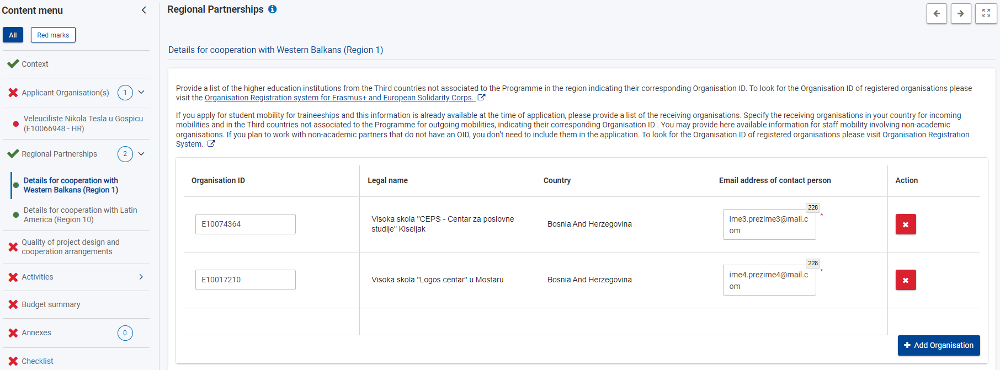 Content menu
All
Red marks
Context
Applicant Organisation(s)
1
Veleuciliste Nikola Tesla u Gospicu
(E10066948 - HR)
Regional Partnerships
2
Details for cooperation with
Western Balkans (Region 1)
Details for cooperation with Latin
America (Region 10)
Quality of project design and
cooperation arrangements
Activities
Budget summary
Annexes
0
Checklist
Regional Partnerships
Details for cooperation with Western Balkans (Region 1)
Provide a list of the higher education institutions from the Third countries not associated to the Programme in the region indicating their corresponding Organisation ID. To look for the Organisation ID of registered organisations please
visit the Organisation Registration system for Erasmus+ and European Solidarity Corps.
If you apply for student mobility for traineeships and this information is already available at the time of application, please provide a list of the receiving organisations. Specify the receiving organisations in your country for incoming
mobilities and in the Third countries not associated to the Programme for outgoing mobilities, indicating their corresponding Organisation ID . You may provide here available information for staff mobility involving non-academic
organisations. If you plan to work with non-academic partners that do not have an OID, you don't need to include them in the application. To look for the Organisation ID of registered organisations please visit Organisation Registration
System.
Organisation ID
Legal name
Country
Email address of contact person
Action
E10074364
Visoka skola "CEPS - Centar za poslovne
studije" Kiseljak
Bosnia And Herzegovina
228
ime3.prezime3@mail.c
om
*
E10017210
Visoka skola "Logos centar" u Mostaru
Bosnia And Herzegovina
228
ime4.prezime4@mail.c
om
*
Add Organisation